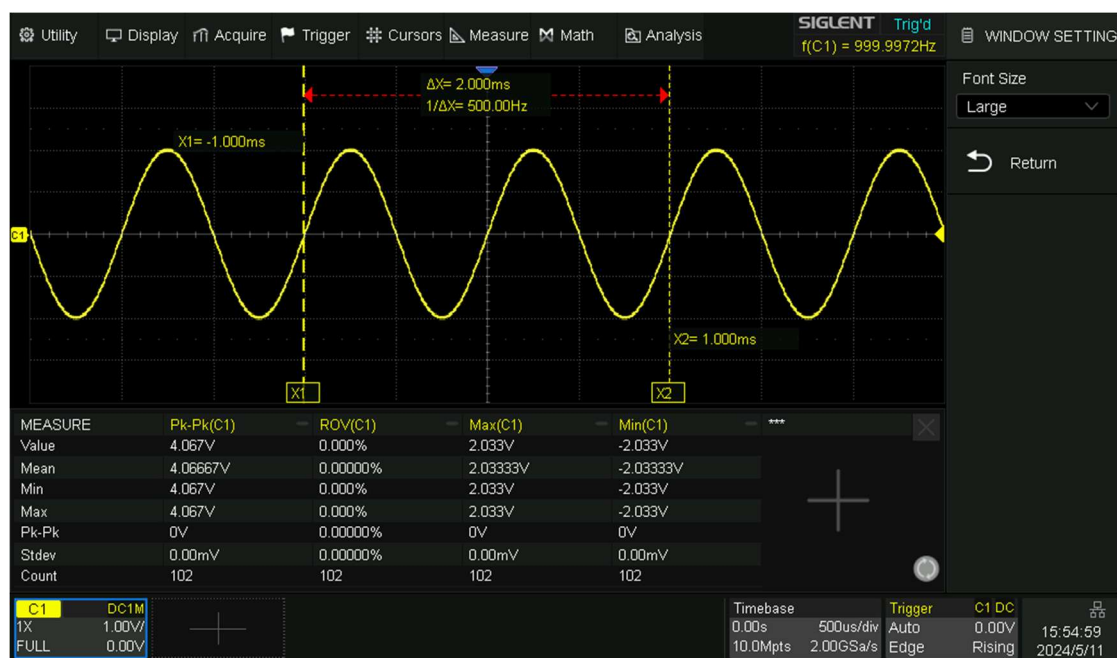 Utility Display Acquire Trigger Cursors Measure Math Analysis
SIGLENT Trig'd
f(C1) = 999.9972Hz
WINDOW SETTING
Font Size
Large
Return
ΔX= 2.000ms
1/ΔX= 500.00Hz
X1= -1.000ms
C1
X2= 1.000ms
X1 X2
MEASURE Pk-Pk(C1) ROV(C1) Max(C1) Min(C1) ***
Value 4.067V 0.000% 2.033V -2.033V
Mean 4.06667V 0.00000% 2.03333V -2.03333V
Min 4.067V 0.000% 2.033V -2.033V
Max 4.067V 0.000% 2.033V -2.033V
Pk-Pk 0V 0.00000% 0V 0V
Stdev 0.00mV 0.00000% 0.00mV 0.00mV
Count 102 102 102 102
C1 DC1M
1X 1.00V/
FULL 0.00V
Timebase
0.00s 500us/div
10.0Mpts 2.00GSa/s
Trigger C1 DC
Auto 0.00V
Edge Rising
15:54:59
2024/5/11